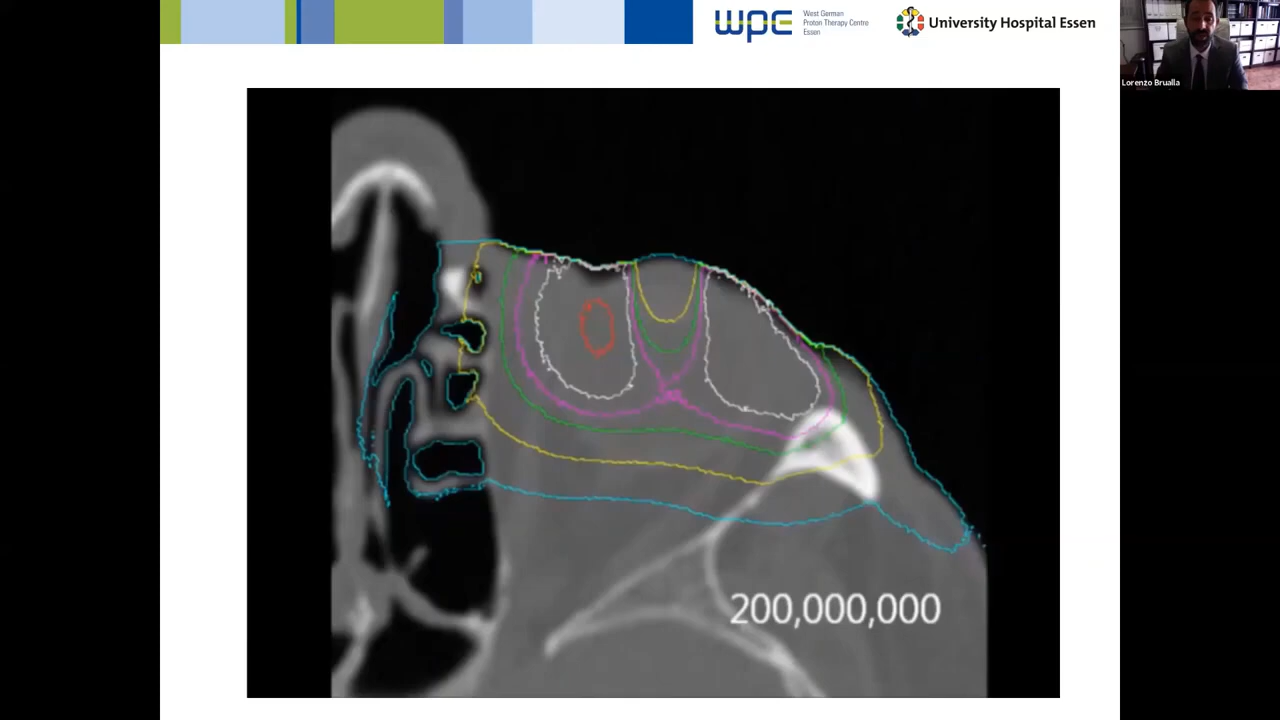 wpe
West German
Proton Therapy Centre
Essen
University Hospital Essen
Lorenzo Brualla
200,000,000